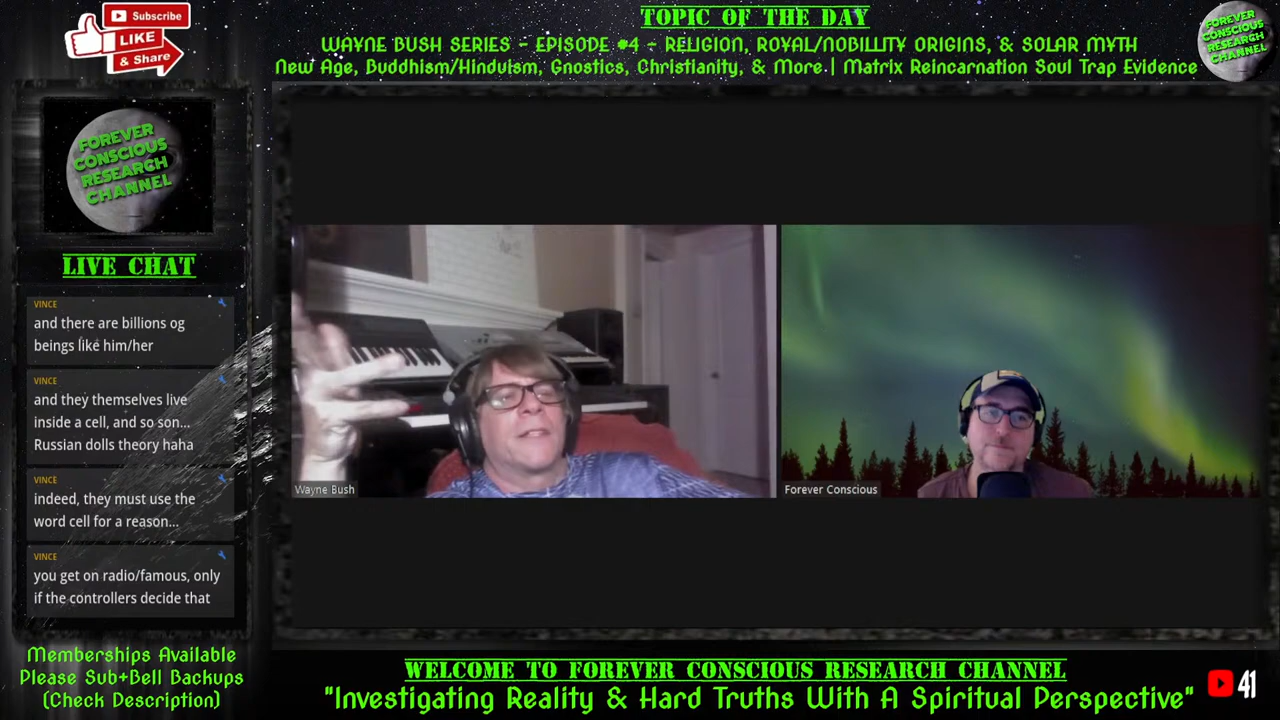 Subscribe
LIKE
& Share
TOPIC OF THE DAY
WAYNE BUSH SERIES - EPISODE #4 - RELIGION, ROYAL/NOBILLITY ORIGINS, & SOLAR MYTH
New Age, Buddhism/Hinduism, Gnostics, Christianity, & More | Matrix Reincarnation Soul Trap Evidence
FOREVER
CONSCIOUS
RESEARCH
CHANNEL
FOREVER
CONSCIOUS
RESEARCH
CHANNEL
LIVE CHAT
VINCE
and there are billions og
beings like him/her
VINCE
and they themselves live
inside a cell, and so son...
Russian dolls theory haha
VINCE
indeed, they must use the
word cell for a reason...
VINCE
you get on radio/famous, only
if the controllers decide that
Wayne Bush
Forever Conscious
Memberships Available
Please Sub+Bell Backups
(Check Description)
WELCOME TO FOREVER CONSCIOUS RESEARCH CHANNEL
"Investigating Reality & Hard Truths With A Spiritual Perspective"
41